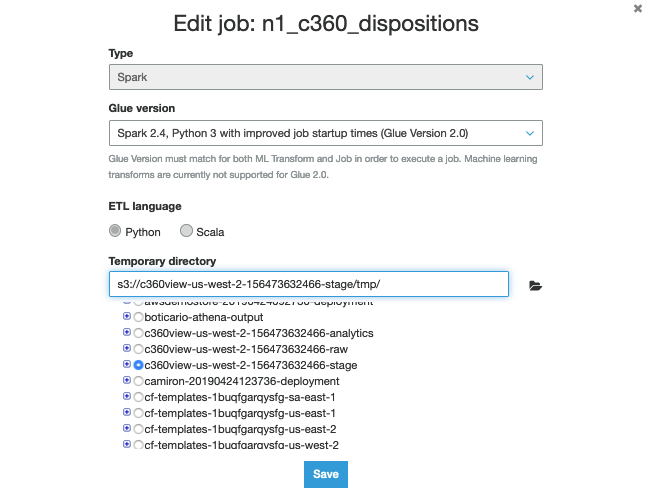 Edit job: n1_c360_dispositions
Type
Spark
Glue version
Spark 2.4, Python 3 with improved job startup times (Glue Version 2.0)
Glue Version must match for both ML Transform and Job in order to execute a job. Machine learning
transforms are currently not supported for Glue 2.0.
ETL language
Python Scala
Temporary directory
s3://c360view-us-west-2-156473632466-stage/tmp/
awsdemostore-20190424092736-deployment
boticario-athena-output
c360view-us-west-2-156473632466-analytics
c360view-us-west-2-156473632466-raw
c360view-us-west-2-156473632466-stage
camiron-20190424123736-deployment
cf-templates-1buqfgarqysfg-sa-east-1
cf-templates-1buqfgarqysfg-us-east-1
cf-templates-1buqfgarqysfg-us-east-2
cf-templates-1buqfgarqysfg-us-west-2
Save